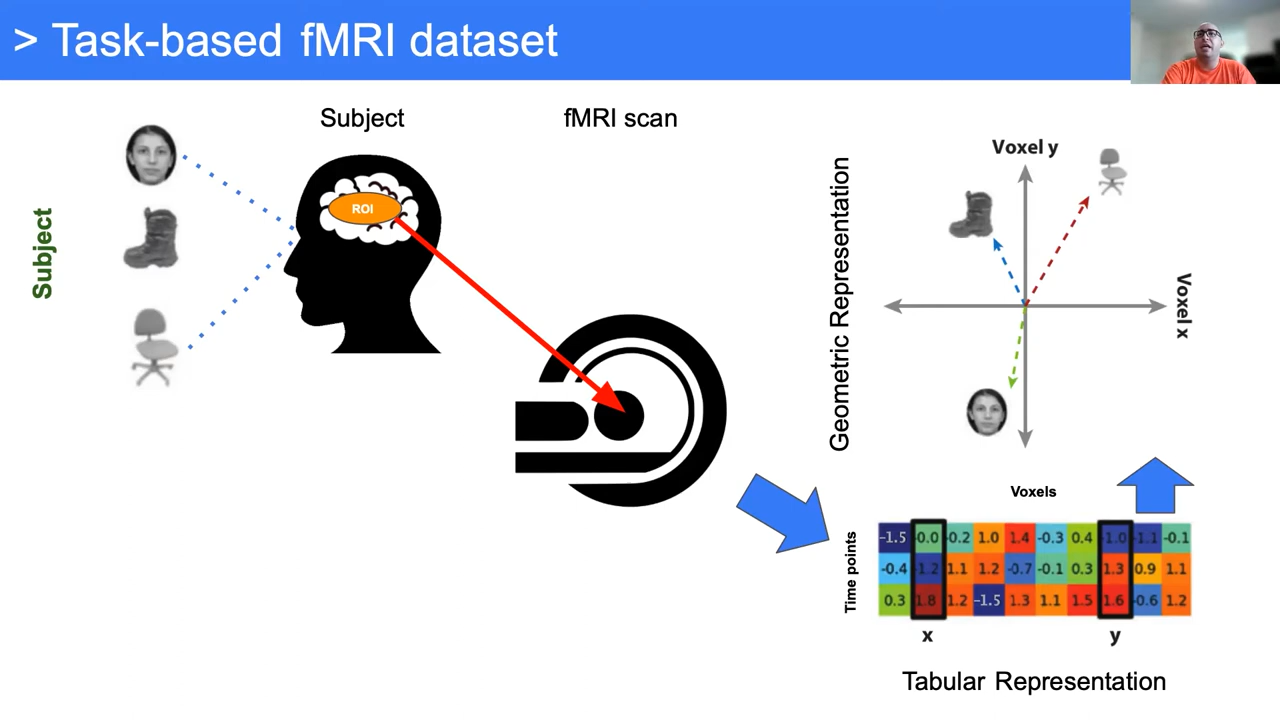 > Task-based fMRI dataset
Subject
fMRI scan
Subject
ROI
Geometric Representation
Voxel y
Voxel x
Voxels
Time points
-1.5 -0.0 -0.2 1.0 1.4 -0.3 0.4 -1.0 -1.1 -0.1
-0.4 -1.2 1.1 1.2 -0.7 -0.1 0.3 1.3 0.9 1.1
0.3 1.8 1.2 -1.5 1.3 1.1 1.5 1.6 -0.6 1.2
x y
Tabular Representation